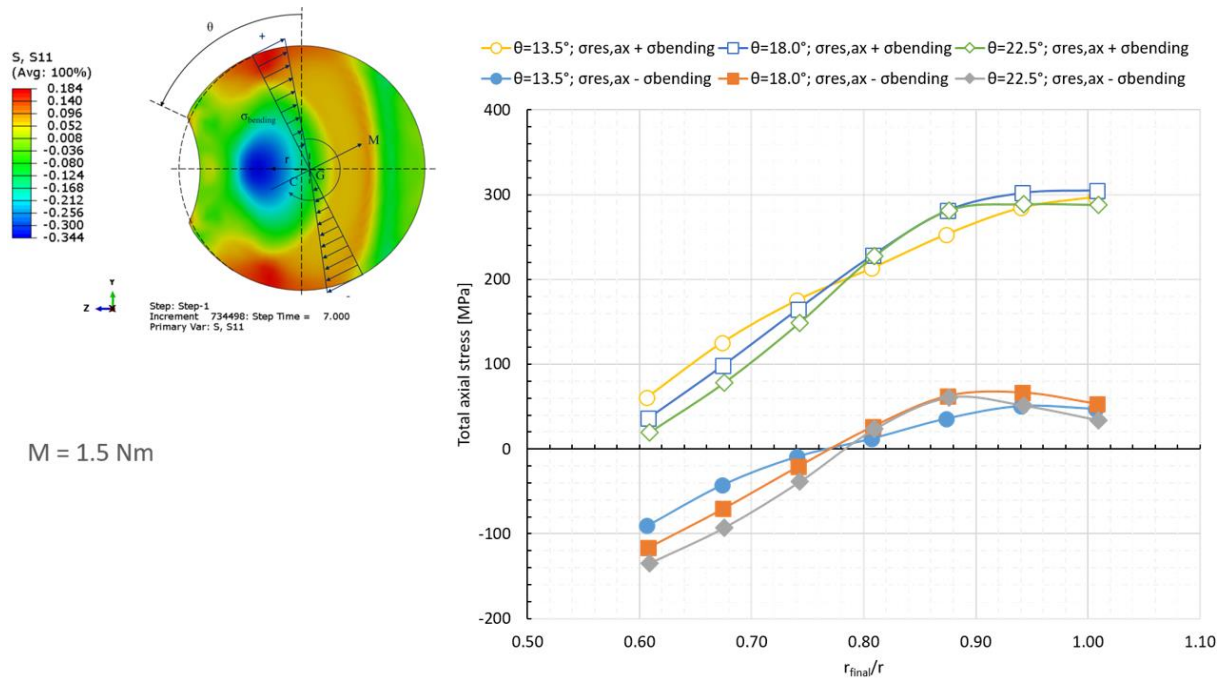 θ
+
S, S11
(Avg: 100%)
0.184
0.140
0.096
0.052
0.008
-0.036
-0.080
-0.124
-0.168
-0.212
-0.256
-0.300
-0.344
σbending
M
r
G
C
-
Y
Z
X
Step: Step-1
Increment 734498: Step Time = 7.000
Primary Var: S, S11
M = 1.5 Nm
θ=13.5°; σres,ax + σbending θ=18.0°; σres,ax + σbending θ=22.5°; σres,ax + σbending
θ=13.5°; σres,ax - σbending θ=18.0°; σres,ax - σbending θ=22.5°; σres,ax - σbending
Total axial stress [MPa]
400
300
200
100
0
-100
-200
0.50 0.60 0.70 0.80 0.90 1.00 1.10
rfinal/r